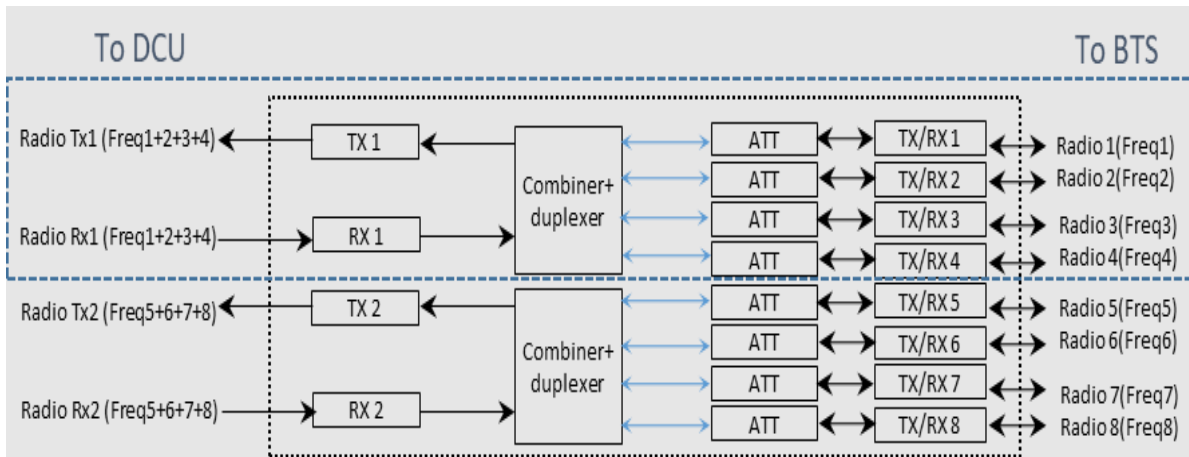 To DCU
To BTS
Radio Tx1 (Freq1+2+3+4)
TX 1
Combiner+
duplexer
ATT
TX/RX 1
Radio 1(Freq1)
ATT
TX/RX 2
Radio 2(Freq2)
Radio Rx1 (Freq1+2+3+4)
RX 1
ATT
TX/RX 3
Radio 3(Freq3)
ATT
TX/RX 4
Radio 4(Freq4)
Radio Tx2 (Freq5+6+7+8)
TX 2
Combiner+
duplexer
ATT
TX/RX 5
Radio 5(Freq5)
ATT
TX/RX 6
Radio 6(Freq6)
Radio Rx2 (Freq5+6+7+8)
RX 2
ATT
TX/RX 7
Radio 7(Freq7)
ATT
TX/RX 8
Radio 8(Freq8)